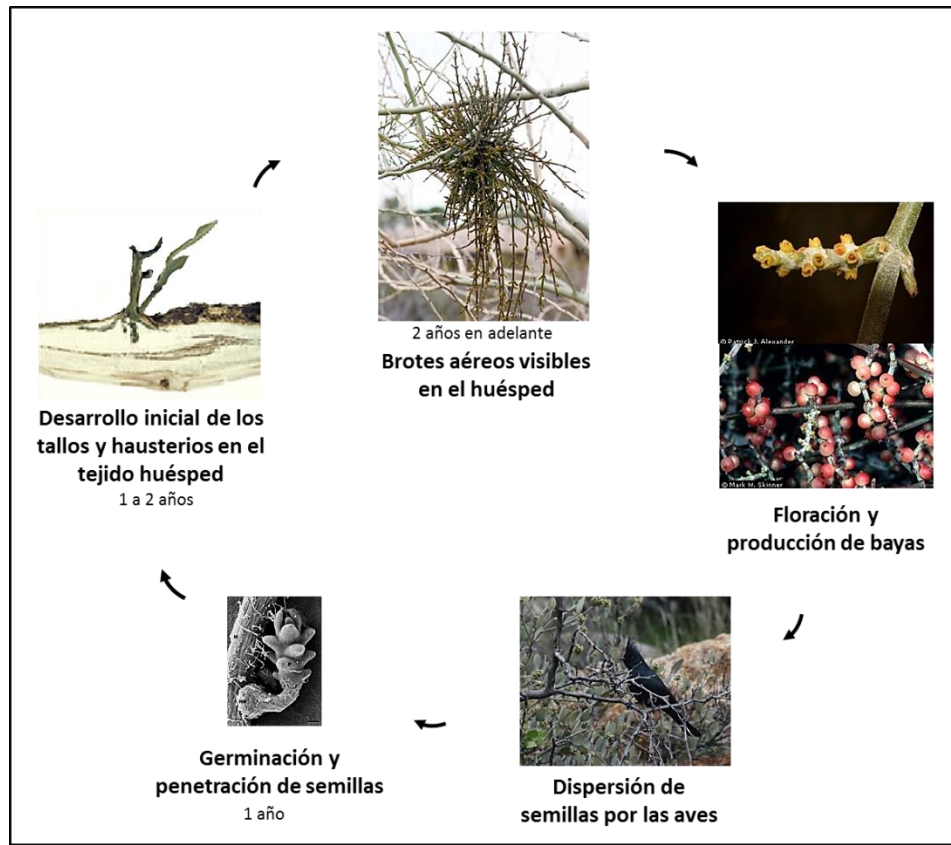 2 años en adelante
Brotes aéreos visibles
en el huésped
© Patrick J. Alexander
© Mark W. Skinner
Floración y
producción de bayas
Dispersión de
semillas por las aves
Germinación y
penetración de semillas
1 año
Desarrollo inicial de los
tallos y hausterios en el
tejido huésped
1 a 2 años